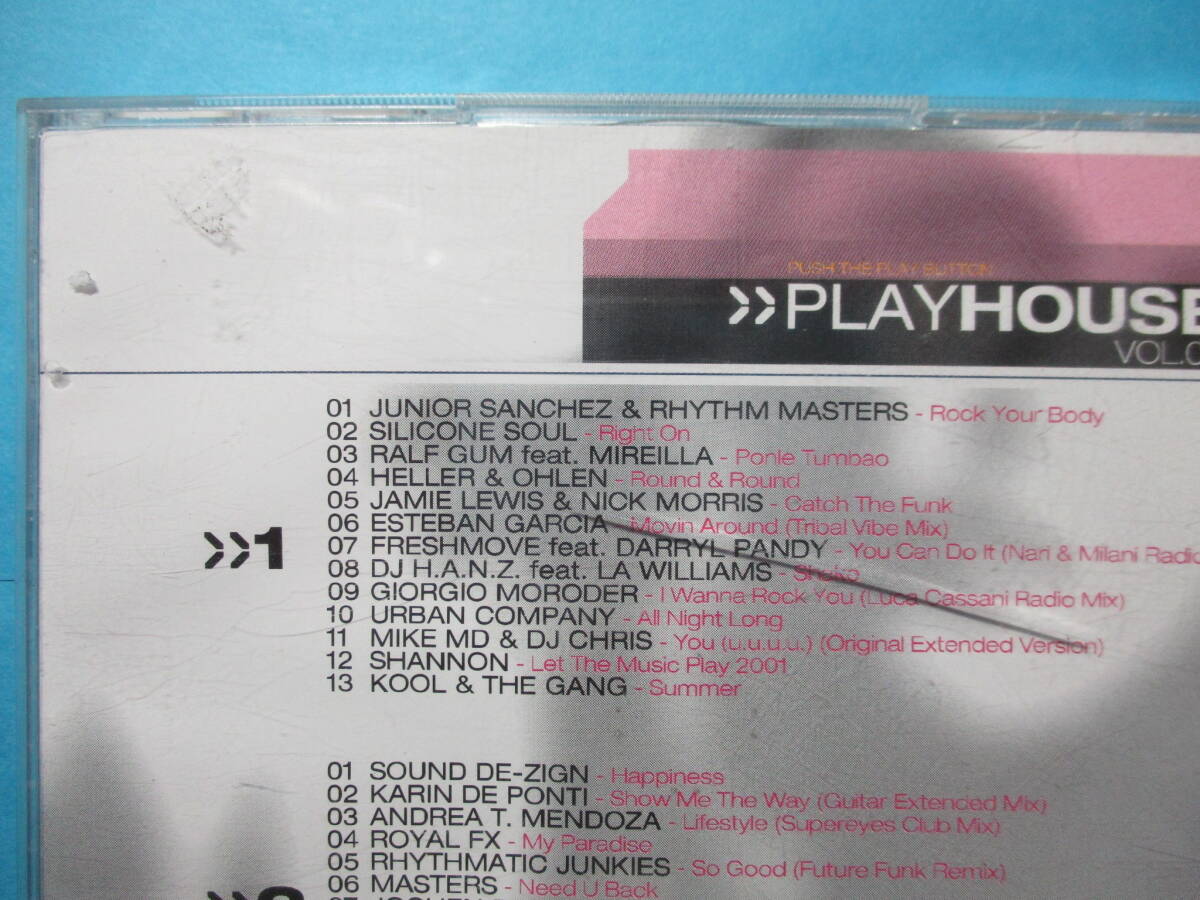 PUSH THE PLAY BUTTON
PLAYHOUSE
VOL.0
01 JUNIOR SANCHEZ & RHYTHM MASTERS - Rock Your Body
02 SILICONE SOUL - Right On
03 RALF GUM feat. MIREILLA - Ponle Tumbao
04 HELLER & OHLEN - Round & Round
05 JAMIE LEWIS & NICK MORRIS - Catch The Funk
06 ESTEBAN GARCIA - Movin Around (Tribal Vibe Mix)
07 FRESHMOVE feat. DARRYL PANDY - You Can Do It (Nari & Milani Radio
08 DJ H.A.N.Z. feat. LA WILLIAMS -
09 GIORGIO MORODER - I Wanna Rock You (Luca Cassani Radio Mix)
10 URBAN COMPANY - All Night Long
11 MIKE MD & DJ CHRIS - You (u.u.u.u.) (Original Extended Version)
12 SHANNON - Let The Music Play 2001
13 KOOL & THE GANG - Summer
>>1
01 SOUND DE-ZIGN - Happiness
02 KARIN DE PONTI - Show Me The Way (Guitar Extended Mix)
03 ANDREA T. MENDOZA - Lifestyle (Supereyes Club Mix)
04 ROYAL FX - My Paradise
05 RHYTHMATIC JUNKIES - So Good (Future Funk Remix)
06 MASTERS - Need U Back